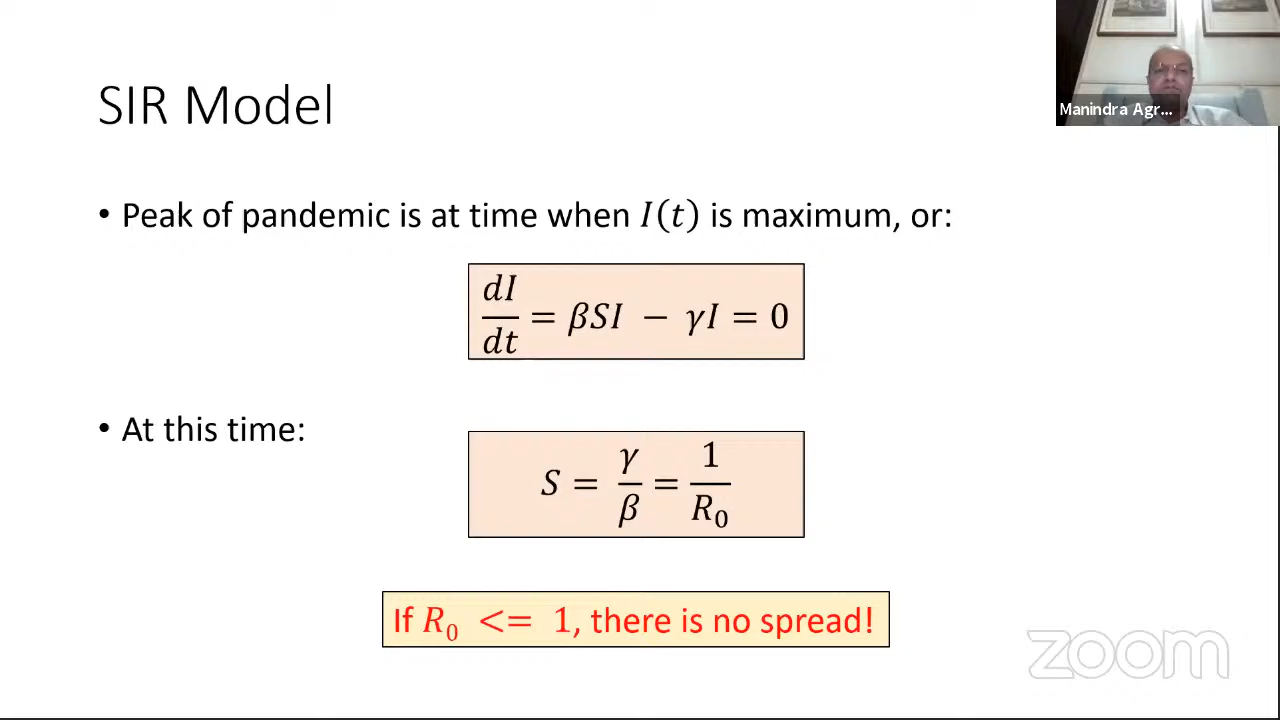 Manindra Agr...
SIR Model
• Peak of pandemic is at time when I(t) is maximum, or:
dI/dt = βSI − γI = 0
• At this time:
S = γ/β = 1/R₀
If R₀ <= 1, there is no spread!
zoom